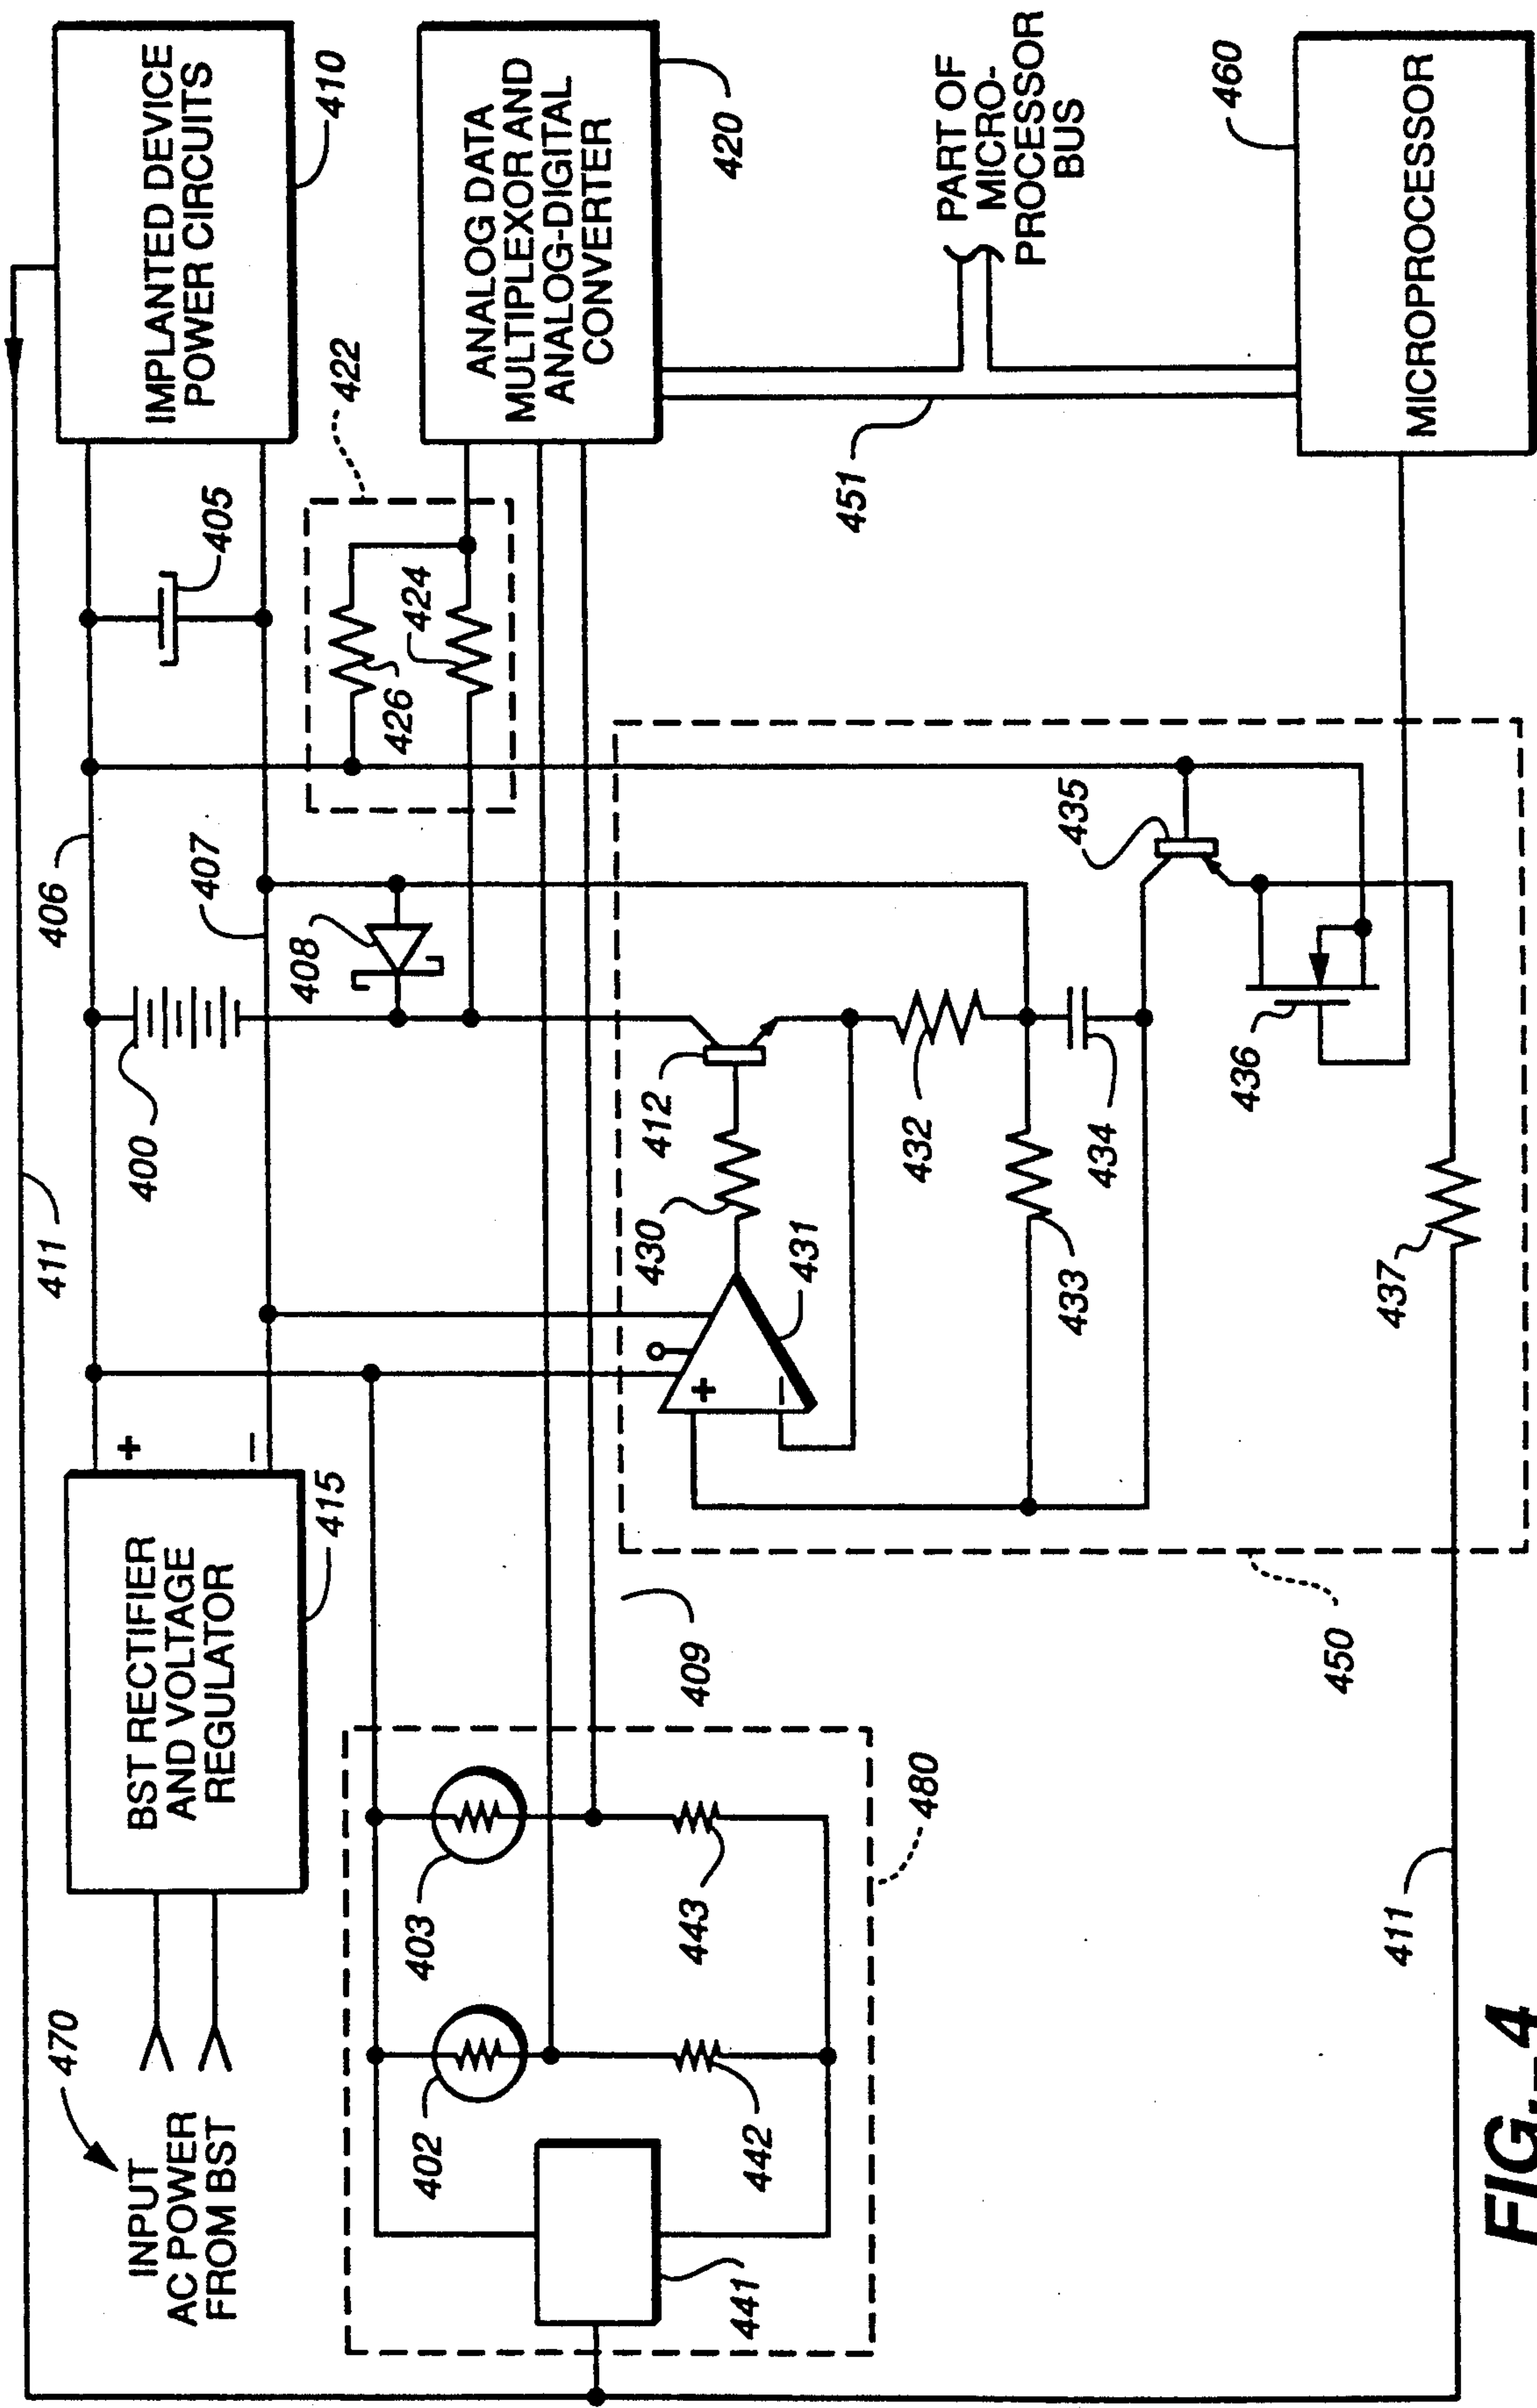 470
INPUT
AC POWER
FROM BST
BST RECTIFIER
AND VOLTAGE
REGULATOR
415
+
−
411
406
400
407
408
405
IMPLANTED DEVICE
POWER CIRCUITS
410
422
426
424
ANALOG DATA
MULTIPLEXOR AND
ANALOG-DIGITAL
CONVERTER
420
409
402
403
442
443
441
480
430
412
431
+
−
432
433
434
435
436
437
450
451
PART OF
MICRO-
PROCESSOR
BUS
460
MICROPROCESSOR
411
FIG._4